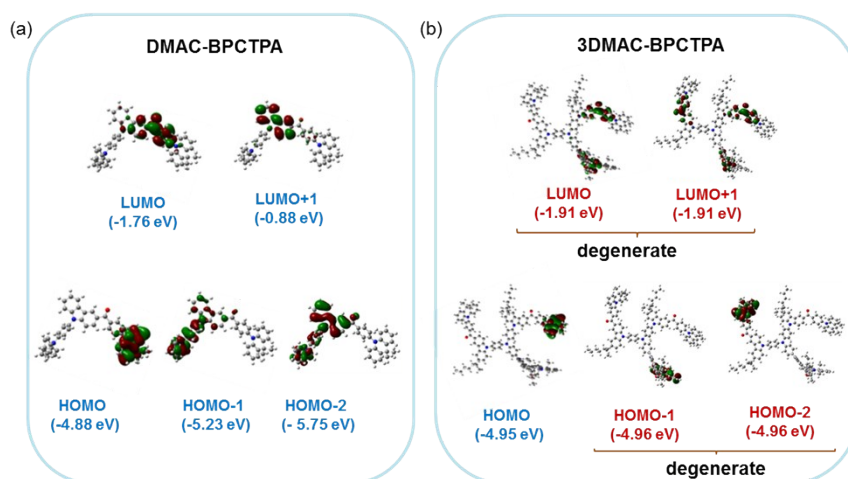 (a)
DMAC-BPCTPA
LUMO
(-1.76 eV)
LUMO+1
(-0.88 eV)
HOMO
(-4.88 eV)
HOMO-1
(-5.23 eV)
HOMO-2
(- 5.75 eV)
(b)
3DMAC-BPCTPA
LUMO
(-1.91 eV)
LUMO+1
(-1.91 eV)
degenerate
HOMO
(-4.95 eV)
HOMO-1
(-4.96 eV)
HOMO-2
(-4.96 eV)
degenerate